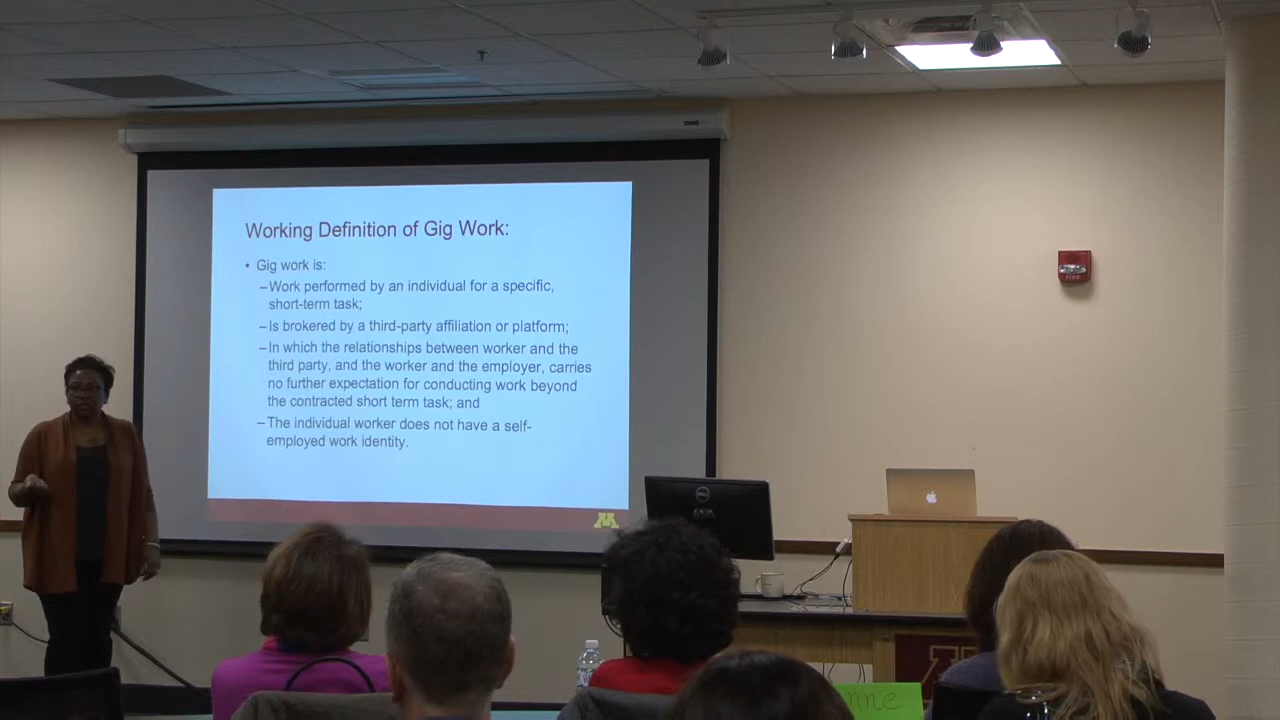 Working Definition of Gig Work:
• Gig work is:
–Work performed by an individual for a specific,
short-term task;
–Is brokered by a third-party affiliation or platform;
–In which the relationships between worker and the
third party, and the worker and the employer, carries
no further expectation for conducting work beyond
the contracted short term task; and
–The individual worker does not have a self-
employed work identity.
M
FIRE
DELL
M
nne